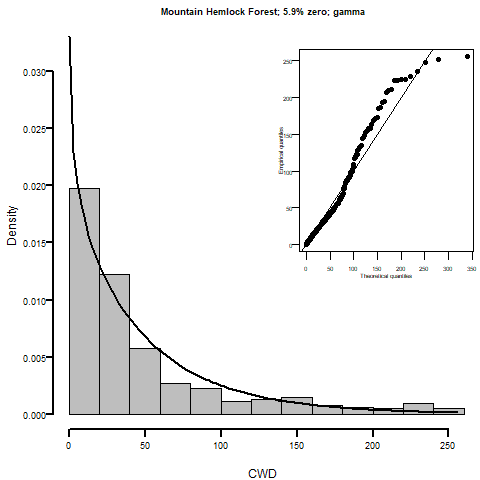 Mountain Hemlock Forest; 5.9% zero; gamma
Density
0.030
0.025
0.020
0.015
0.010
0.005
0.000
0 50 100 150 200 250
CWD
Empirical quantiles
250
200
150
100
50
0
0 50 100 150 200 250 300 350
Theoretical quantiles